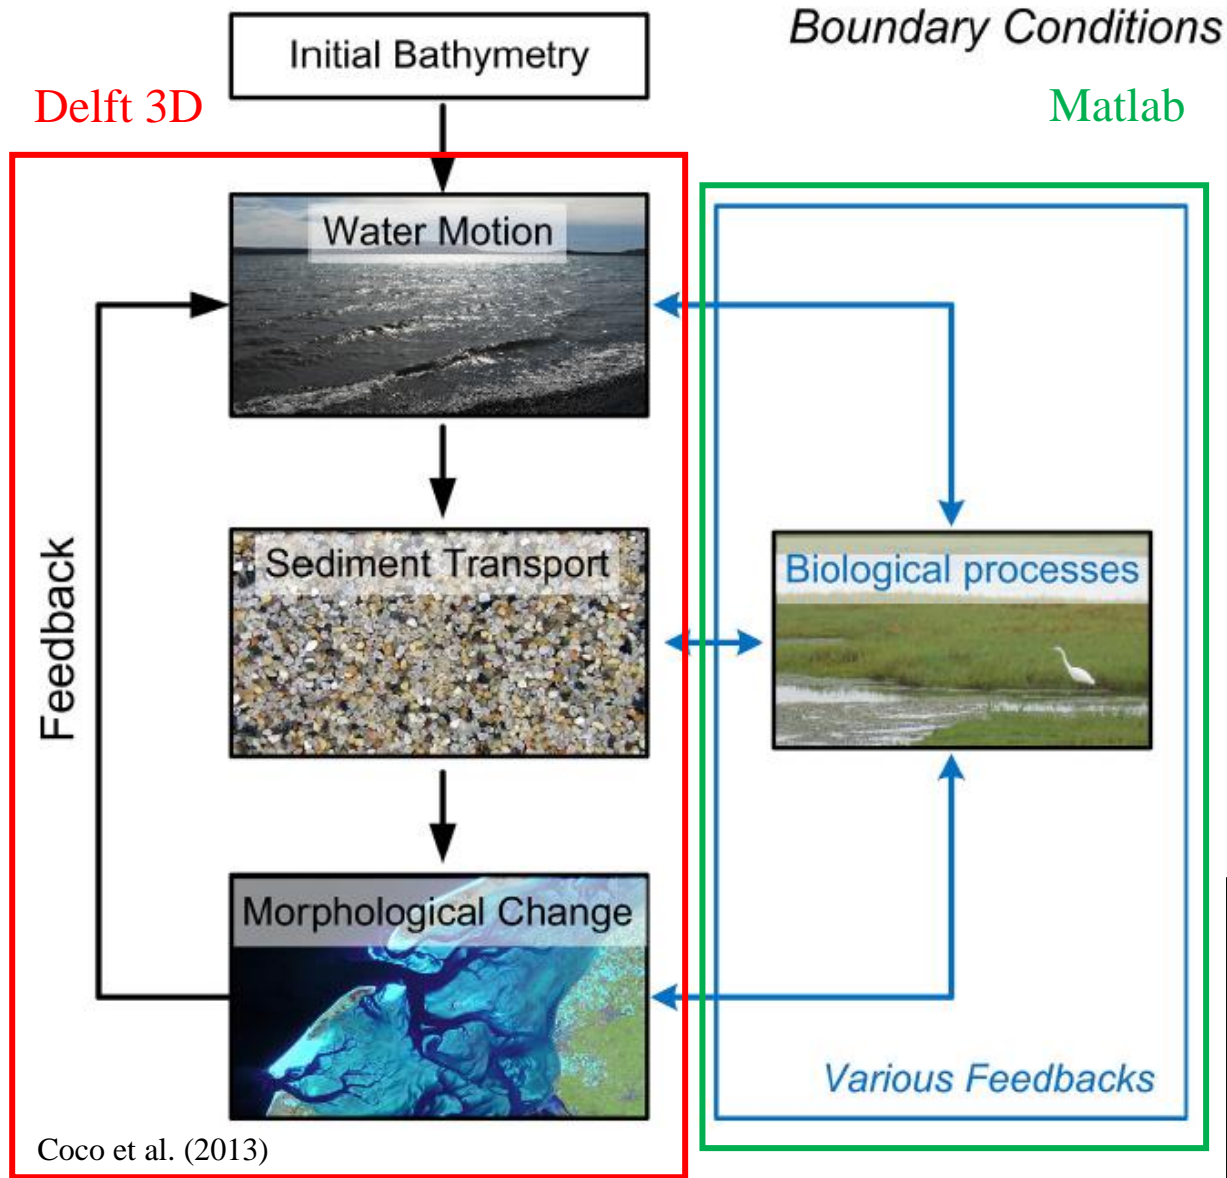 Initial Bathymetry
Boundary Conditions
Delft 3D
Matlab
Water Motion
Feedback
Sediment Transport
Biological processes
Morphological Change
Various Feedbacks
Coco et al. (2013)